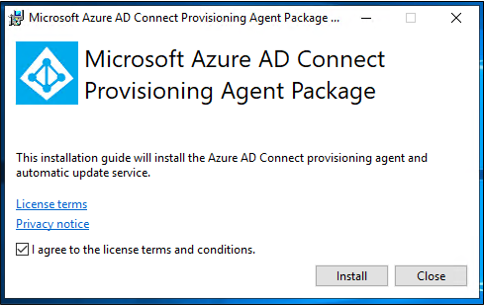 Microsoft Azure AD Connect Provisioning Agent Package ...
Microsoft Azure AD Connect
Provisioning Agent Package
This installation guide will install the Azure AD Connect provisioning agent and
automatic update service.
License terms
Privacy notice
I agree to the license terms and conditions.
Install Close